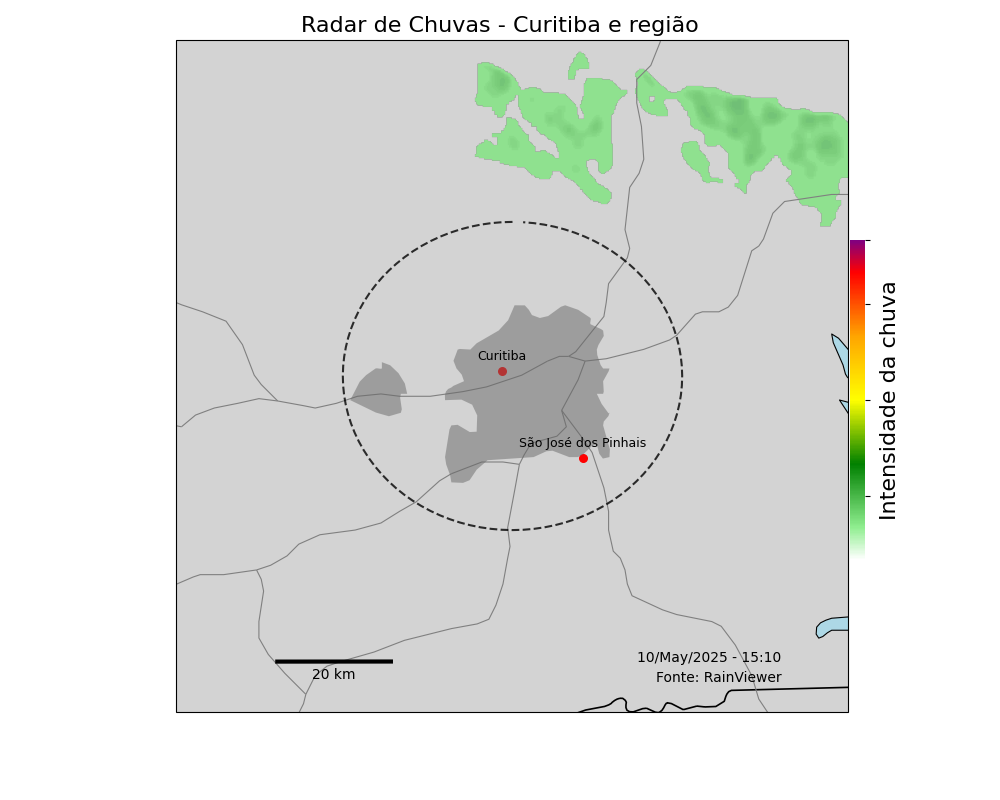 Radar de Chuvas - Curitiba e região
Curitiba
São José dos Pinhais
Intensidade da chuva
10/May/2025 - 15:10
20 km
Fonte: RainViewer